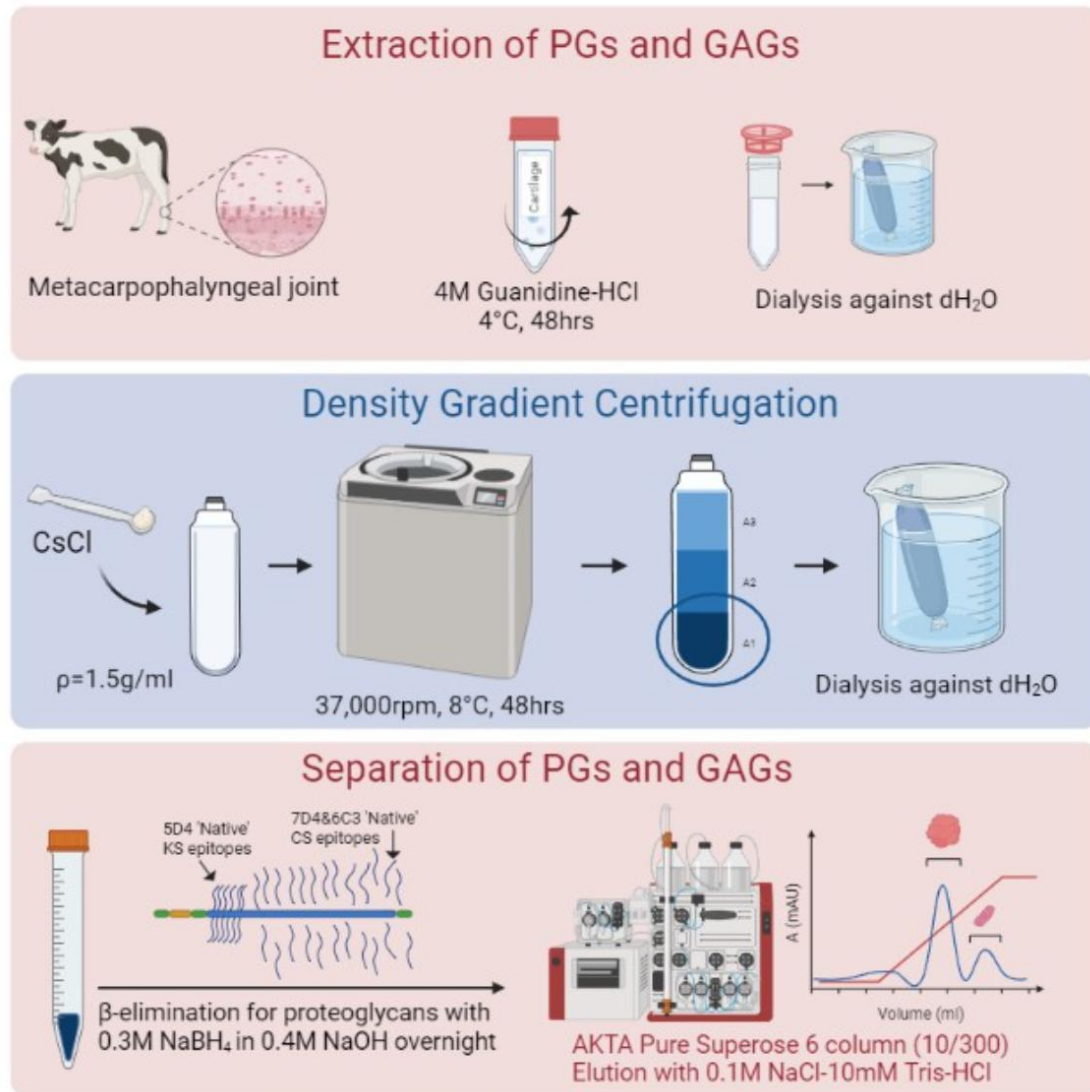 Extraction of PGs and GAGs
Cartilage
Metacarpophalyngeal joint
4M Guanidine-HCl
4°C, 48hrs
Dialysis against dH₂O
Density Gradient Centrifugation
CsCl
ρ=1.5g/ml
37,000rpm, 8°C, 48hrs
A3
A2
A1
Dialysis against dH₂O
Separation of PGs and GAGs
5D4 'Native'
KS epitopes
7D4&6C3 'Native'
CS epitopes
β-elimination for proteoglycans with
0.3M NaBH₄ in 0.4M NaOH overnight
A (mAU)
Volume (ml)
AKTA Pure Superose 6 column (10/300)
Elution with 0.1M NaCl-10mM Tris-HCl